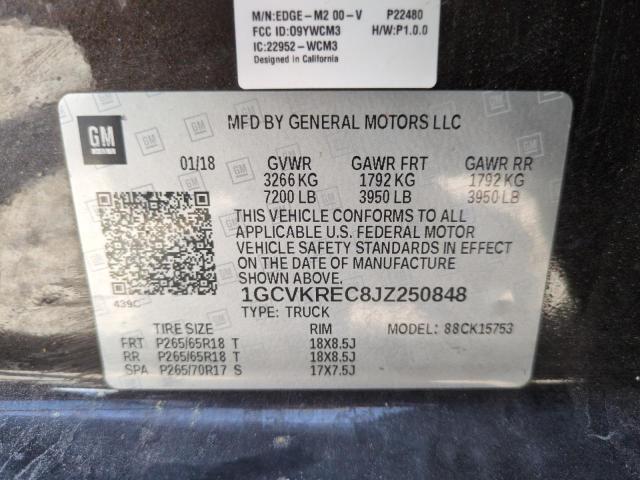 M/N:EDGE-M2 00-V P22480
FCC ID:O9YWCM3 H/W:P1.0.0
IC:22952-WCM3
Designed in California
GM
MFD BY GENERAL MOTORS LLC
01/18 GVWR GAWR FRT GAWR RR
3266 KG 1792 KG 1792 KG
7200 LB 3950 LB 3950 LB
THIS VEHICLE CONFORMS TO ALL
APPLICABLE U.S. FEDERAL MOTOR
VEHICLE SAFETY STANDARDS IN EFFECT
ON THE DATE OF MANUFACTURE
SHOWN ABOVE.
439C 1GCVKREC8JZ250848
TYPE: TRUCK
TIRE SIZE RIM MODEL: 88CK15753
FRT P265/65R18 T 18X8.5J
RR P265/65R18 T 18X8.5J
SPA P265/70R17 S 17X7.5J